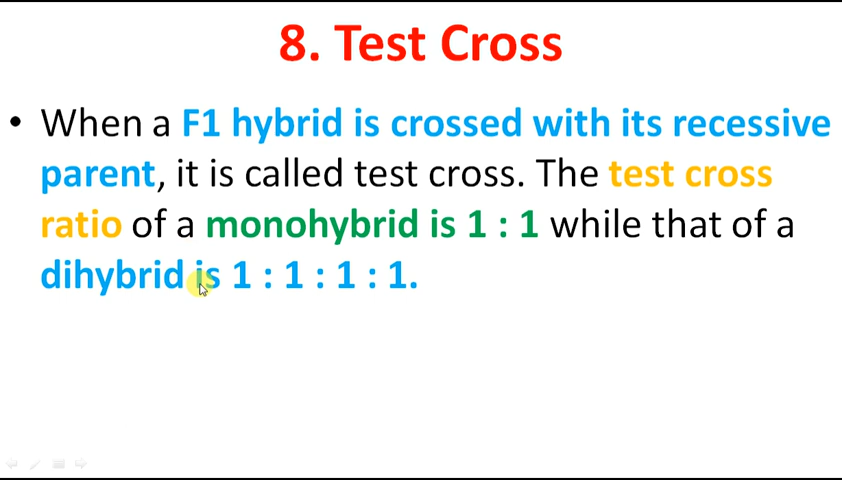 8. Test Cross
• When a F1 hybrid is crossed with its recessive
parent, it is called test cross. The test cross
ratio of a monohybrid is 1 : 1 while that of a
dihybrid is 1 : 1 : 1 : 1.